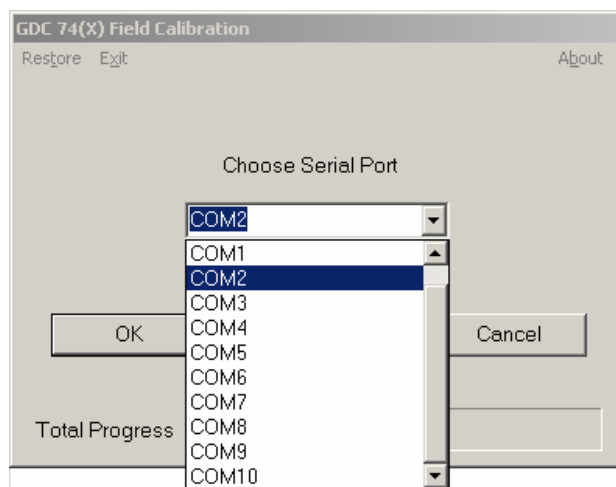 GDC 74(X) Field Calibration
Restore Exit About
Choose Serial Port
COM2
COM1
COM2
COM3
COM4
COM5
COM6
COM7
COM8
COM9
COM10
OK
Cancel
Total Progress